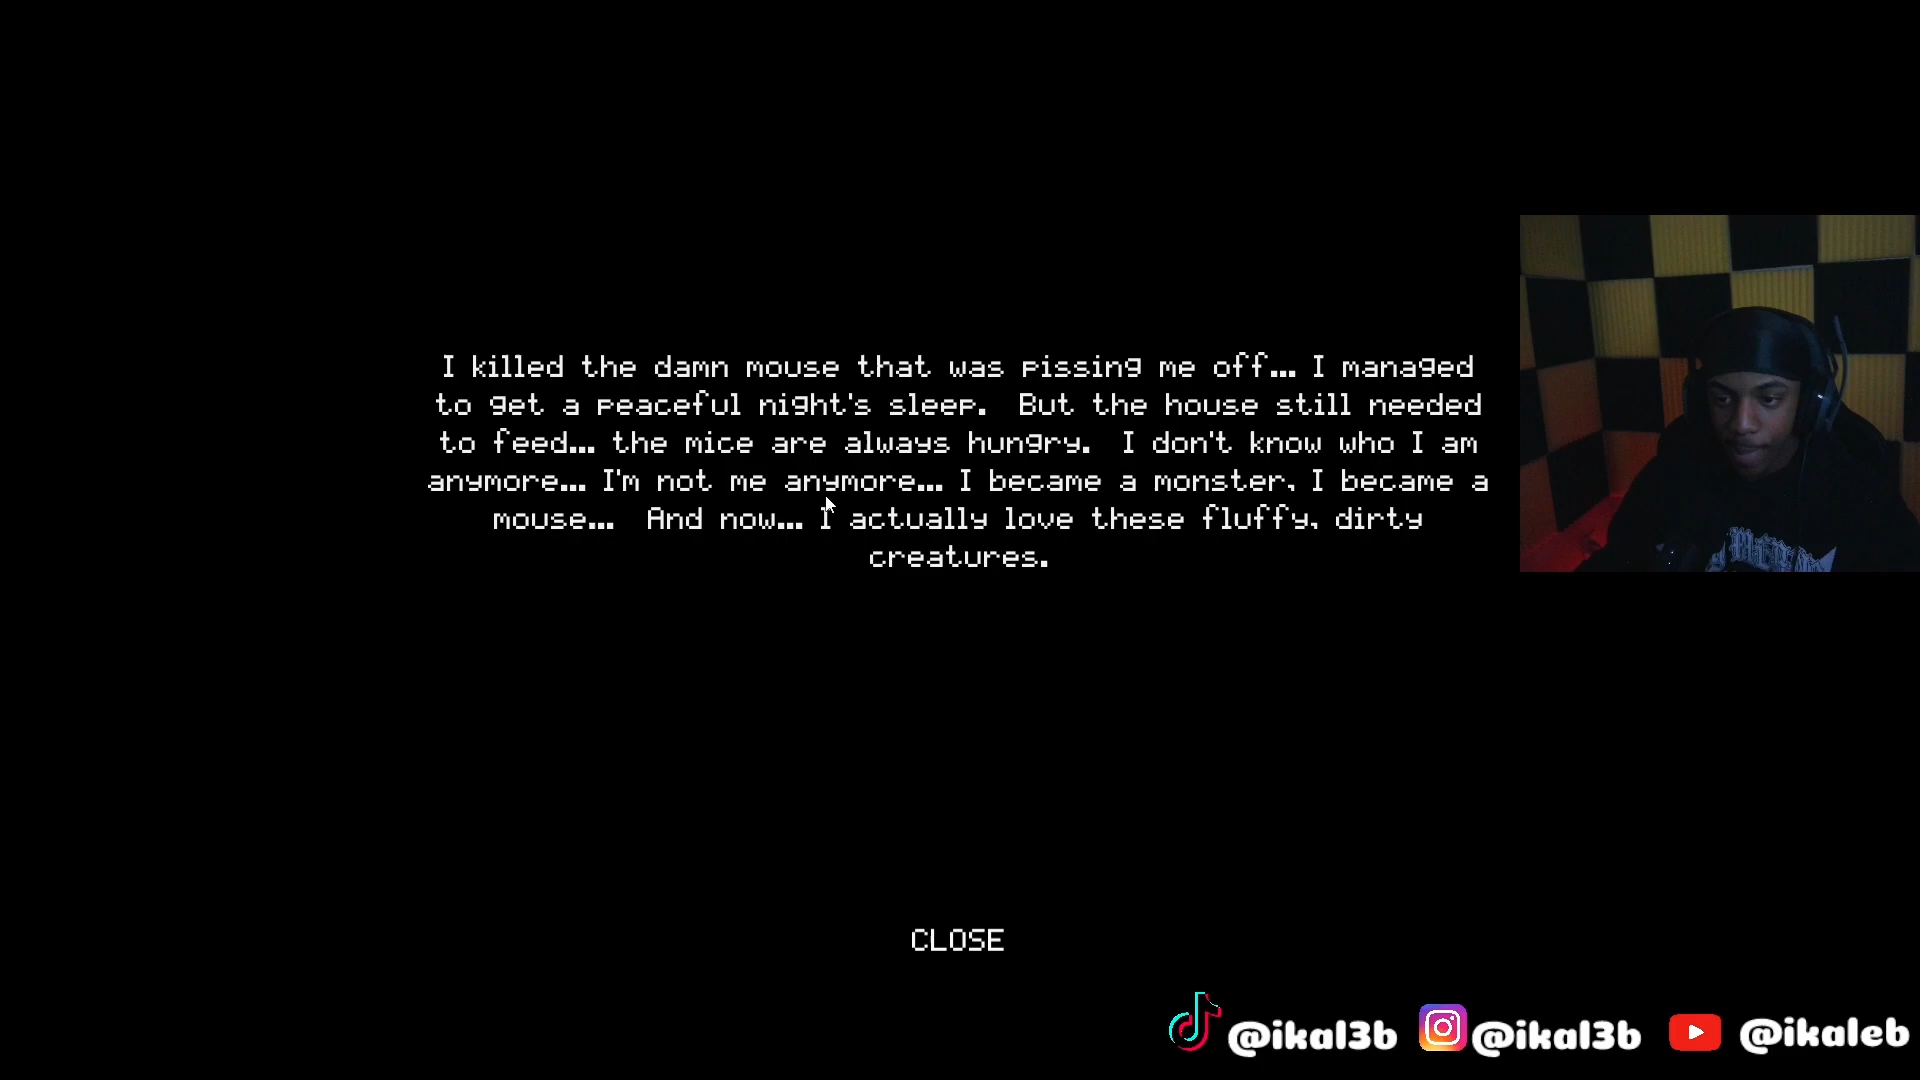 I killed the damn mouse that was pissing me off... I managed
to get a peaceful night's sleep. But the house still needed
to feed... the mice are always hungry. I don't know who I am
anymore... I'm not me anymore... I became a monster, I became a
mouse... And now... I actually love these fluffy, dirty
creatures.
CLOSE
@ikal3b @ikal3b @ikaleb